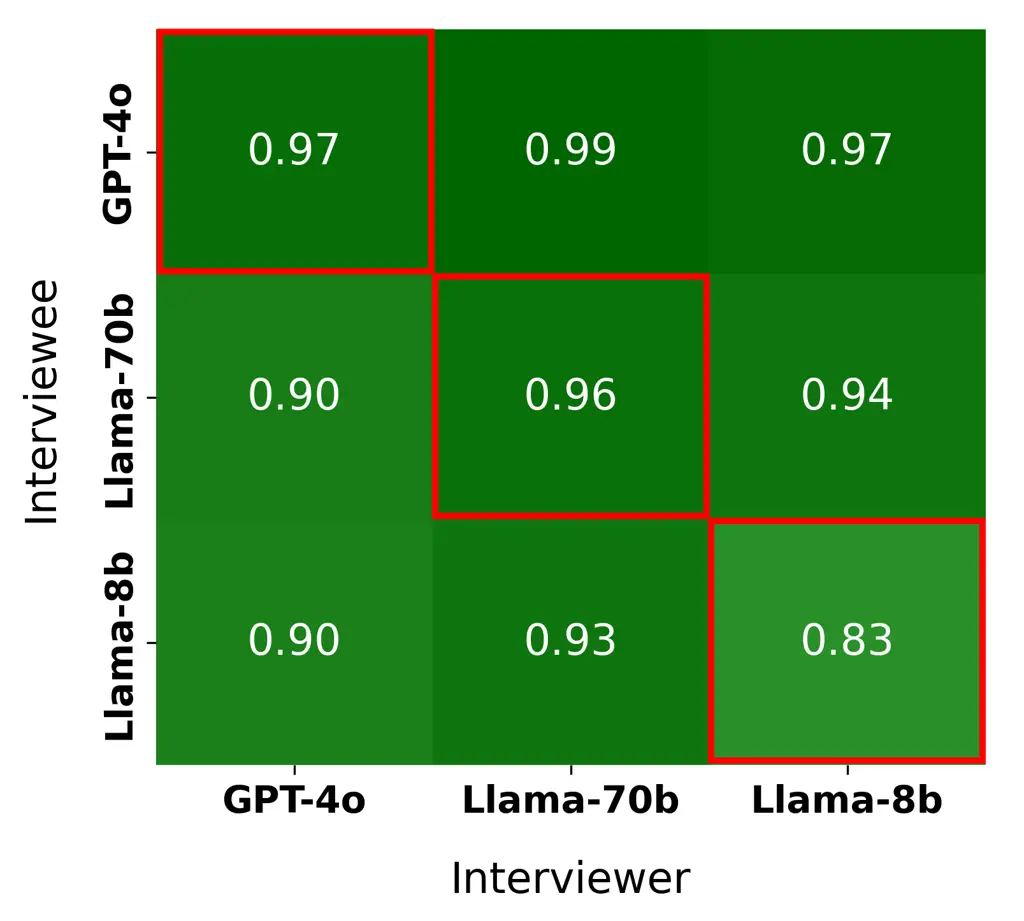 Interviewee
GPT-4o
0.97 0.99 0.97
Llama-70b
0.90 0.96 0.94
Llama-8b
0.90 0.93 0.83
GPT-4o Llama-70b Llama-8b
Interviewer